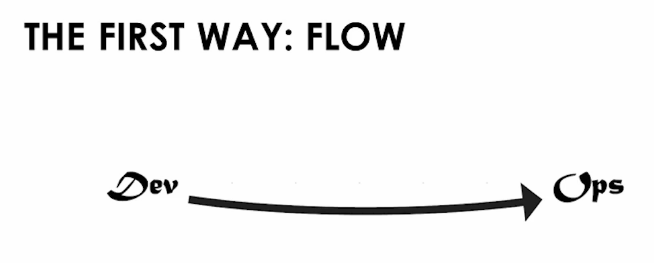 THE FIRST WAY: FLOW
Dev
Ops